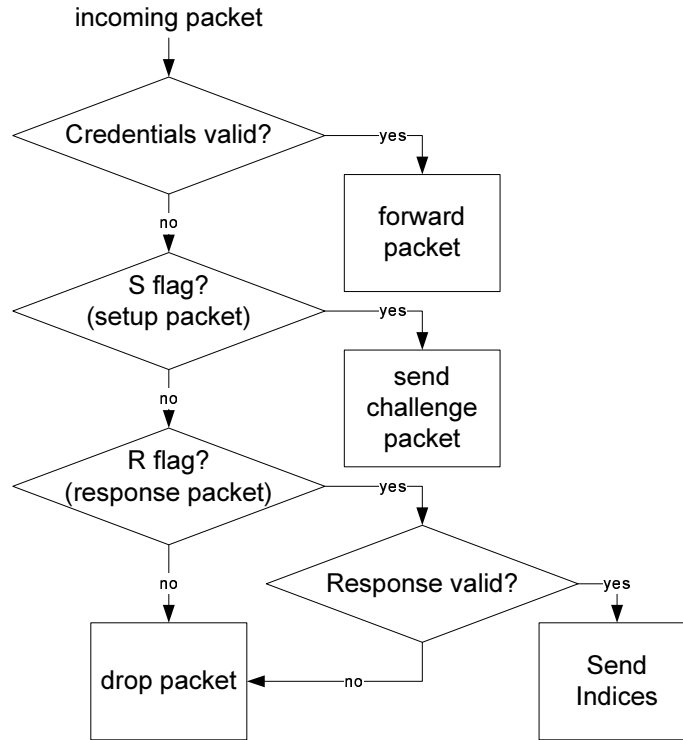 incoming packet
Credentials valid?
yes
forward
packet
no
S flag?
(setup packet)
yes
send
challenge
packet
no
R flag?
(response packet)
yes
no
Response valid?
yes
drop packet
no
Send
Indices